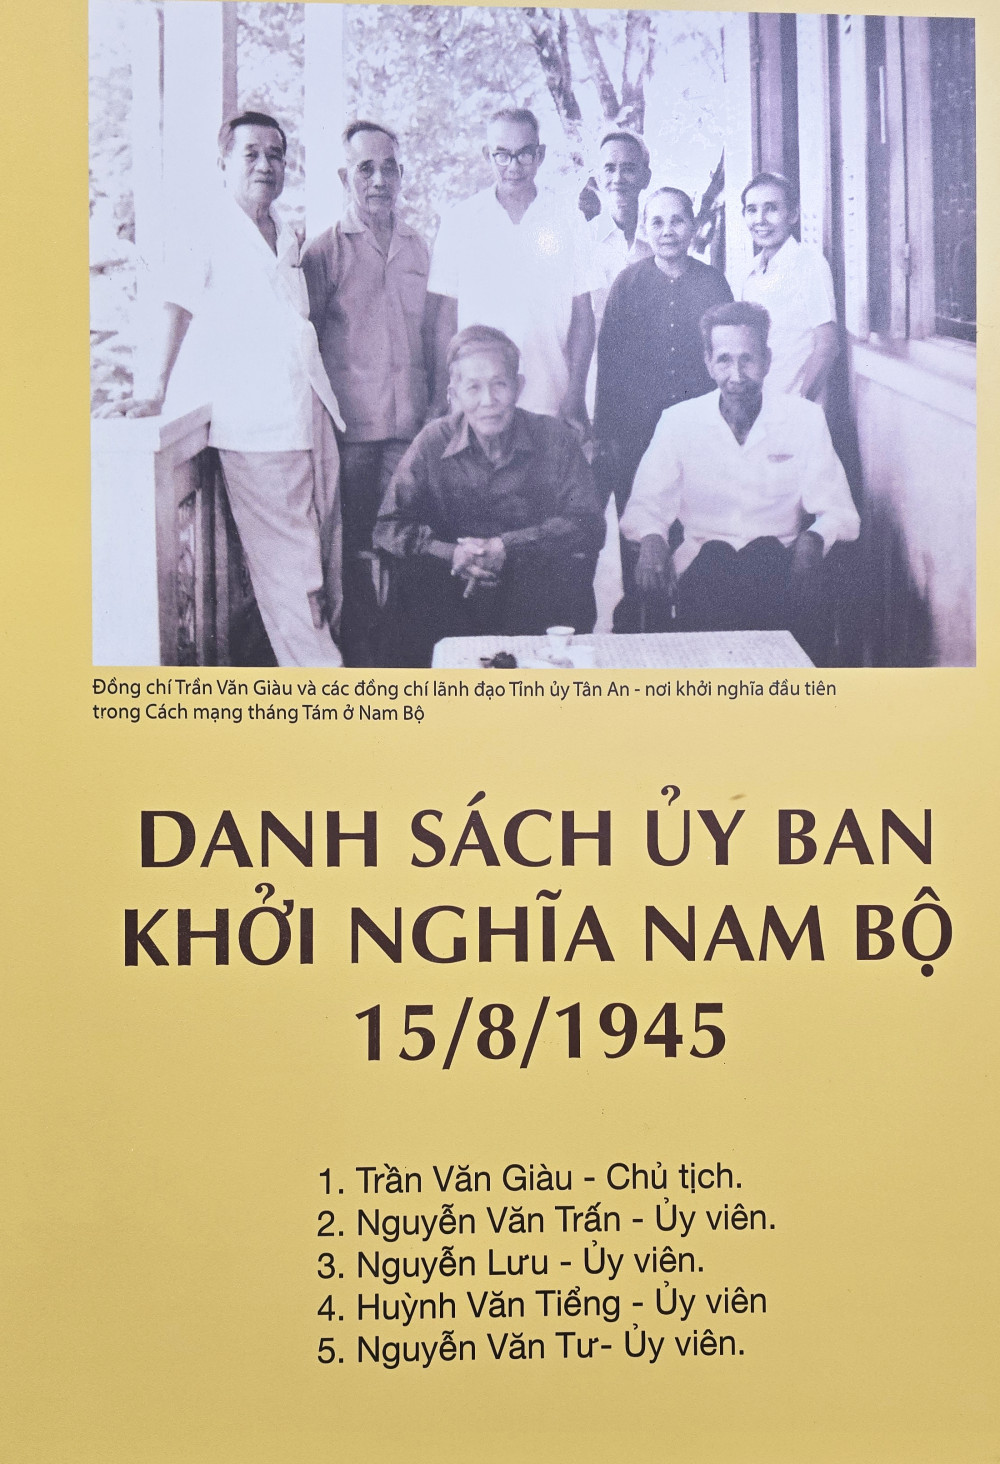 Đồng chí Trần Văn Giàu và các đồng chí lãnh đạo Tỉnh ủy Tân An - nơi khởi nghĩa đầu tiên
trong Cách mạng tháng Tám ở Nam Bộ
DANH SÁCH ỦY BAN
KHỞI NGHĨA NAM BỘ
15/8/1945
1. Trần Văn Giàu - Chủ tịch.
2. Nguyễn Văn Trấn - Ủy viên.
3. Nguyễn Lưu - Ủy viên.
4. Huỳnh Văn Tiểng - Ủy viên
5. Nguyễn Văn Tư- Ủy viên.